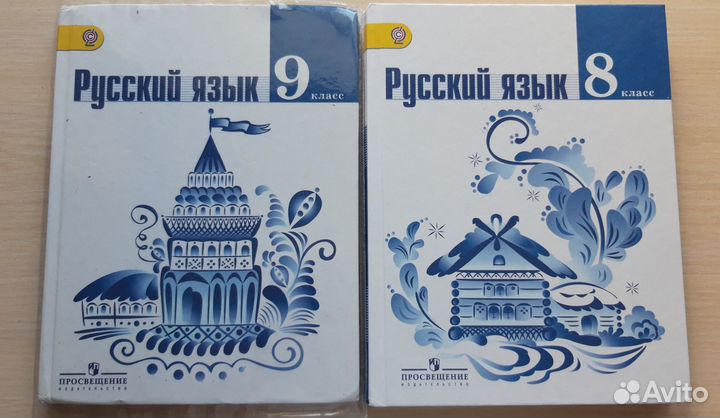 Русский язык 9
класс
ПРОСВЕЩЕНИЕ
ИЗДАТЕЛЬСТВО
Русский язык 8
класс
ПРОСВЕЩЕНИЕ
ИЗДАТЕЛЬСТВО
Avito